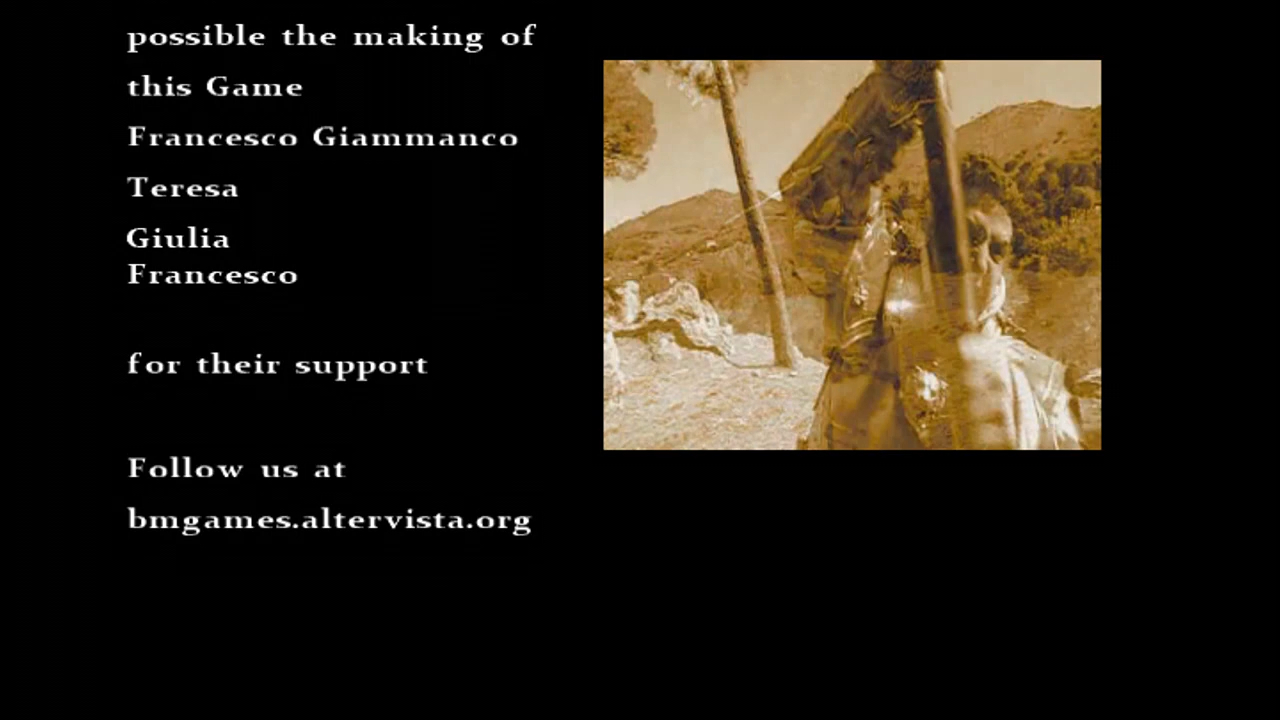 possible the making of
this Game
Francesco Giammanco
Teresa
Giulia
Francesco
for their support
Follow us at
bmgames.altervista.org